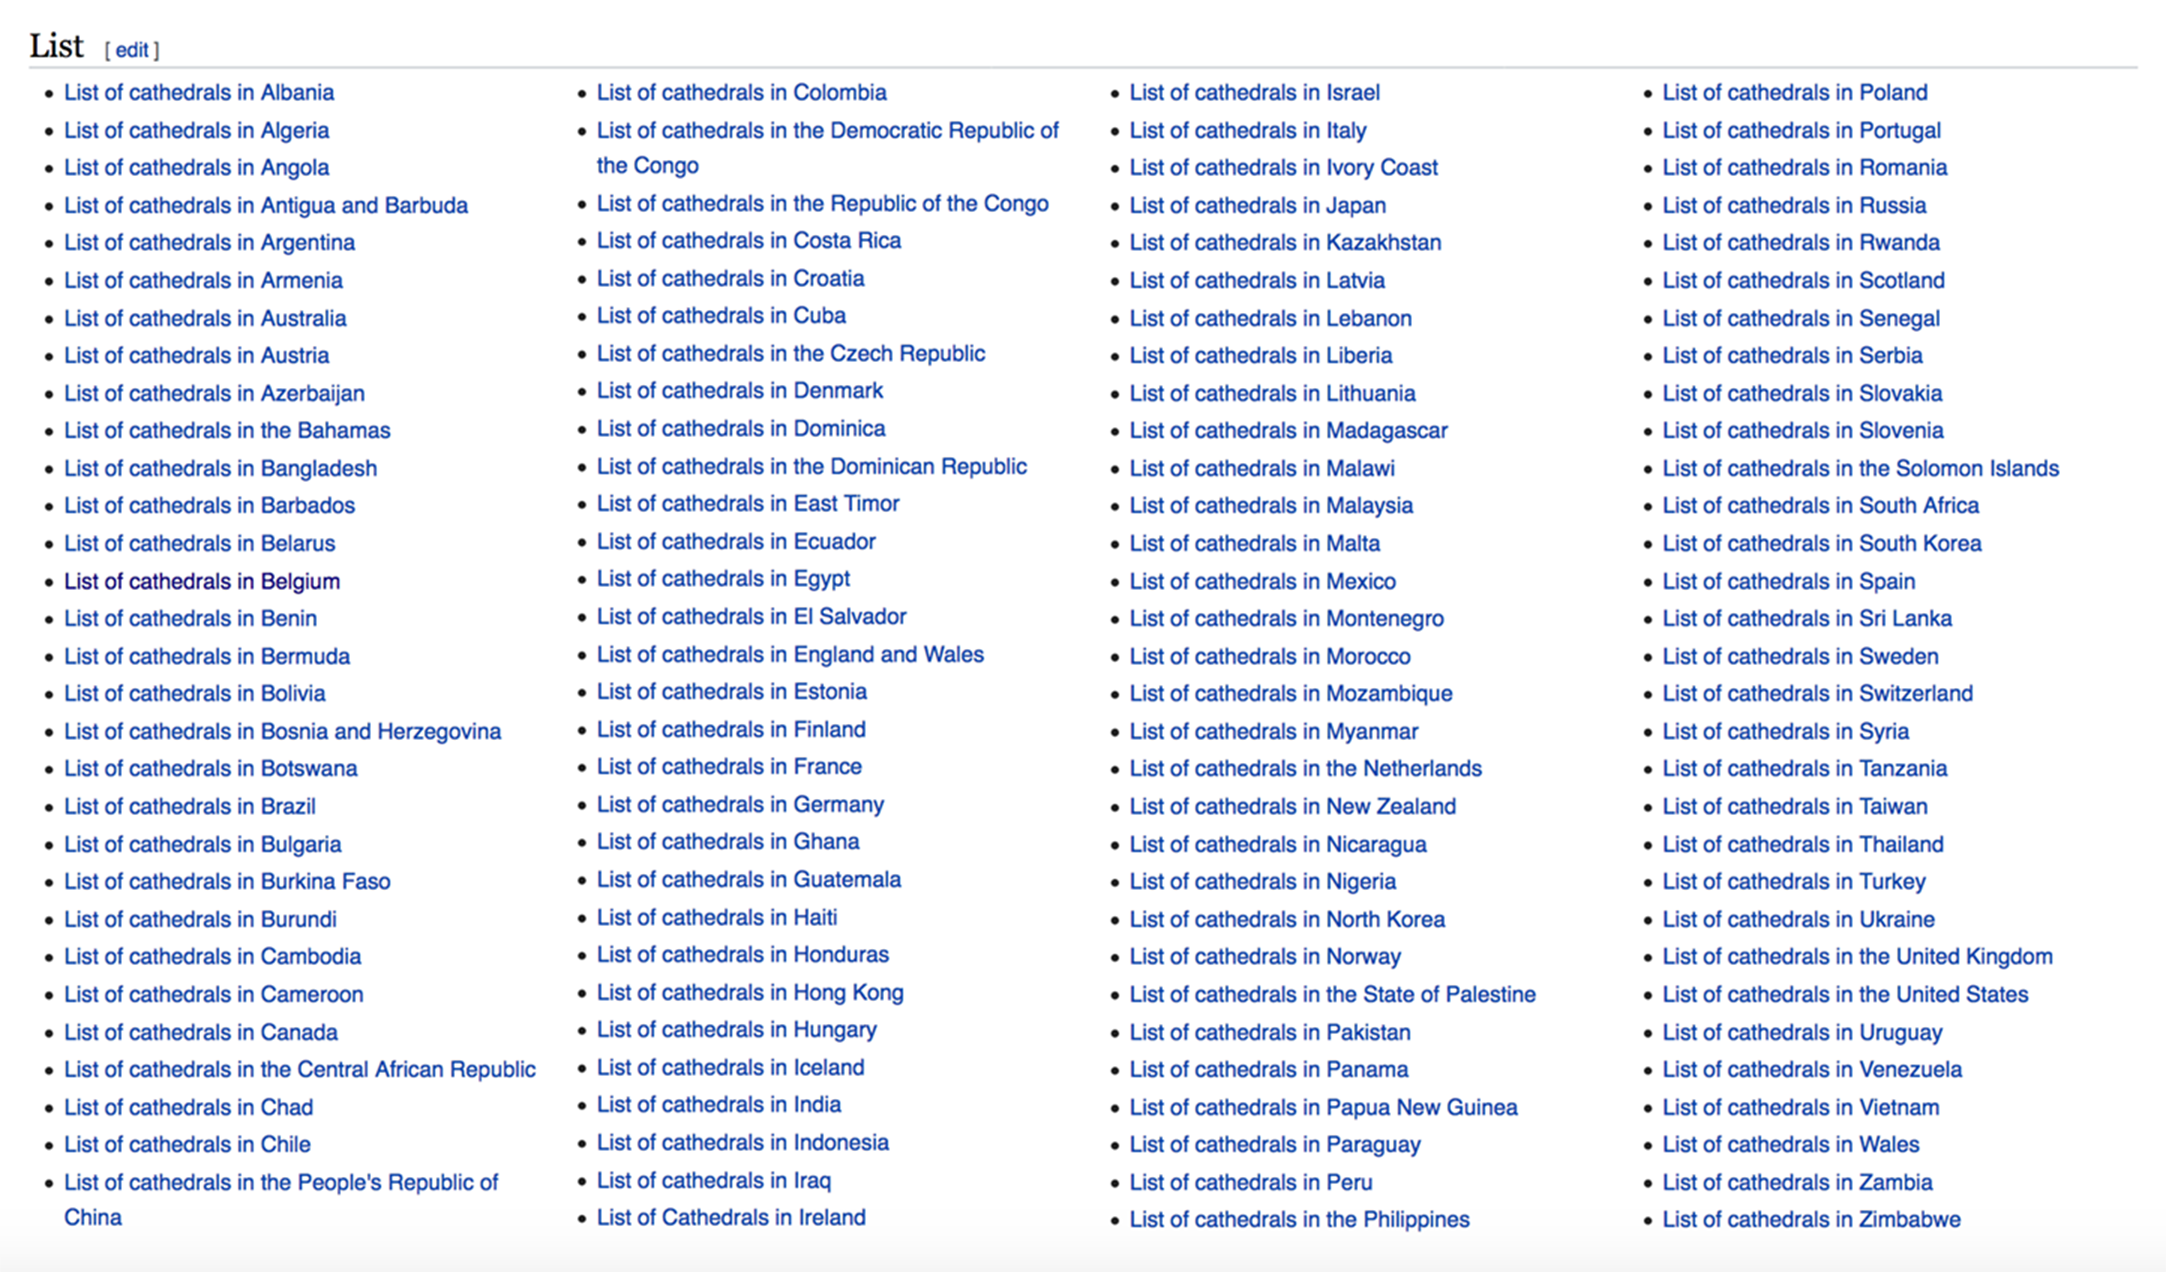 List [ edit ]
List of cathedrals in Albania
List of cathedrals in Algeria
List of cathedrals in Angola
List of cathedrals in Antigua and Barbuda
List of cathedrals in Argentina
List of cathedrals in Armenia
List of cathedrals in Australia
List of cathedrals in Austria
List of cathedrals in Azerbaijan
List of cathedrals in the Bahamas
List of cathedrals in Bangladesh
List of cathedrals in Barbados
List of cathedrals in Belarus
List of cathedrals in Belgium
List of cathedrals in Benin
List of cathedrals in Bermuda
List of cathedrals in Bolivia
List of cathedrals in Bosnia and Herzegovina
List of cathedrals in Botswana
List of cathedrals in Brazil
List of cathedrals in Bulgaria
List of cathedrals in Burkina Faso
List of cathedrals in Burundi
List of cathedrals in Cambodia
List of cathedrals in Cameroon
List of cathedrals in Canada
List of cathedrals in the Central African Republic
List of cathedrals in Chad
List of cathedrals in Chile
List of cathedrals in the People's Republic of
China
List of cathedrals in Colombia
List of cathedrals in the Democratic Republic of
the Congo
List of cathedrals in the Republic of the Congo
List of cathedrals in Costa Rica
List of cathedrals in Croatia
List of cathedrals in Cuba
List of cathedrals in the Czech Republic
List of cathedrals in Denmark
List of cathedrals in Dominica
List of cathedrals in the Dominican Republic
List of cathedrals in East Timor
List of cathedrals in Ecuador
List of cathedrals in Egypt
List of cathedrals in El Salvador
List of cathedrals in England and Wales
List of cathedrals in Estonia
List of cathedrals in Finland
List of cathedrals in France
List of cathedrals in Germany
List of cathedrals in Ghana
List of cathedrals in Guatemala
List of cathedrals in Haiti
List of cathedrals in Honduras
List of cathedrals in Hong Kong
List of cathedrals in Hungary
List of cathedrals in Iceland
List of cathedrals in India
List of cathedrals in Indonesia
List of cathedrals in Iraq
List of Cathedrals in Ireland
List of cathedrals in Israel
List of cathedrals in Italy
List of cathedrals in Ivory Coast
List of cathedrals in Japan
List of cathedrals in Kazakhstan
List of cathedrals in Latvia
List of cathedrals in Lebanon
List of cathedrals in Liberia
List of cathedrals in Lithuania
List of cathedrals in Madagascar
List of cathedrals in Malawi
List of cathedrals in Malaysia
List of cathedrals in Malta
List of cathedrals in Mexico
List of cathedrals in Montenegro
List of cathedrals in Morocco
List of cathedrals in Mozambique
List of cathedrals in Myanmar
List of cathedrals in the Netherlands
List of cathedrals in New Zealand
List of cathedrals in Nicaragua
List of cathedrals in Nigeria
List of cathedrals in North Korea
List of cathedrals in Norway
List of cathedrals in the State of Palestine
List of cathedrals in Pakistan
List of cathedrals in Panama
List of cathedrals in Papua New Guinea
List of cathedrals in Paraguay
List of cathedrals in Peru
List of cathedrals in the Philippines
List of cathedrals in Poland
List of cathedrals in Portugal
List of cathedrals in Romania
List of cathedrals in Russia
List of cathedrals in Rwanda
List of cathedrals in Scotland
List of cathedrals in Senegal
List of cathedrals in Serbia
List of cathedrals in Slovakia
List of cathedrals in Slovenia
List of cathedrals in the Solomon Islands
List of cathedrals in South Africa
List of cathedrals in South Korea
List of cathedrals in Spain
List of cathedrals in Sri Lanka
List of cathedrals in Sweden
List of cathedrals in Switzerland
List of cathedrals in Syria
List of cathedrals in Tanzania
List of cathedrals in Taiwan
List of cathedrals in Thailand
List of cathedrals in Turkey
List of cathedrals in Ukraine
List of cathedrals in the United Kingdom
List of cathedrals in the United States
List of cathedrals in Uruguay
List of cathedrals in Venezuela
List of cathedrals in Vietnam
List of cathedrals in Wales
List of cathedrals in Zambia
List of cathedrals in Zimbabwe